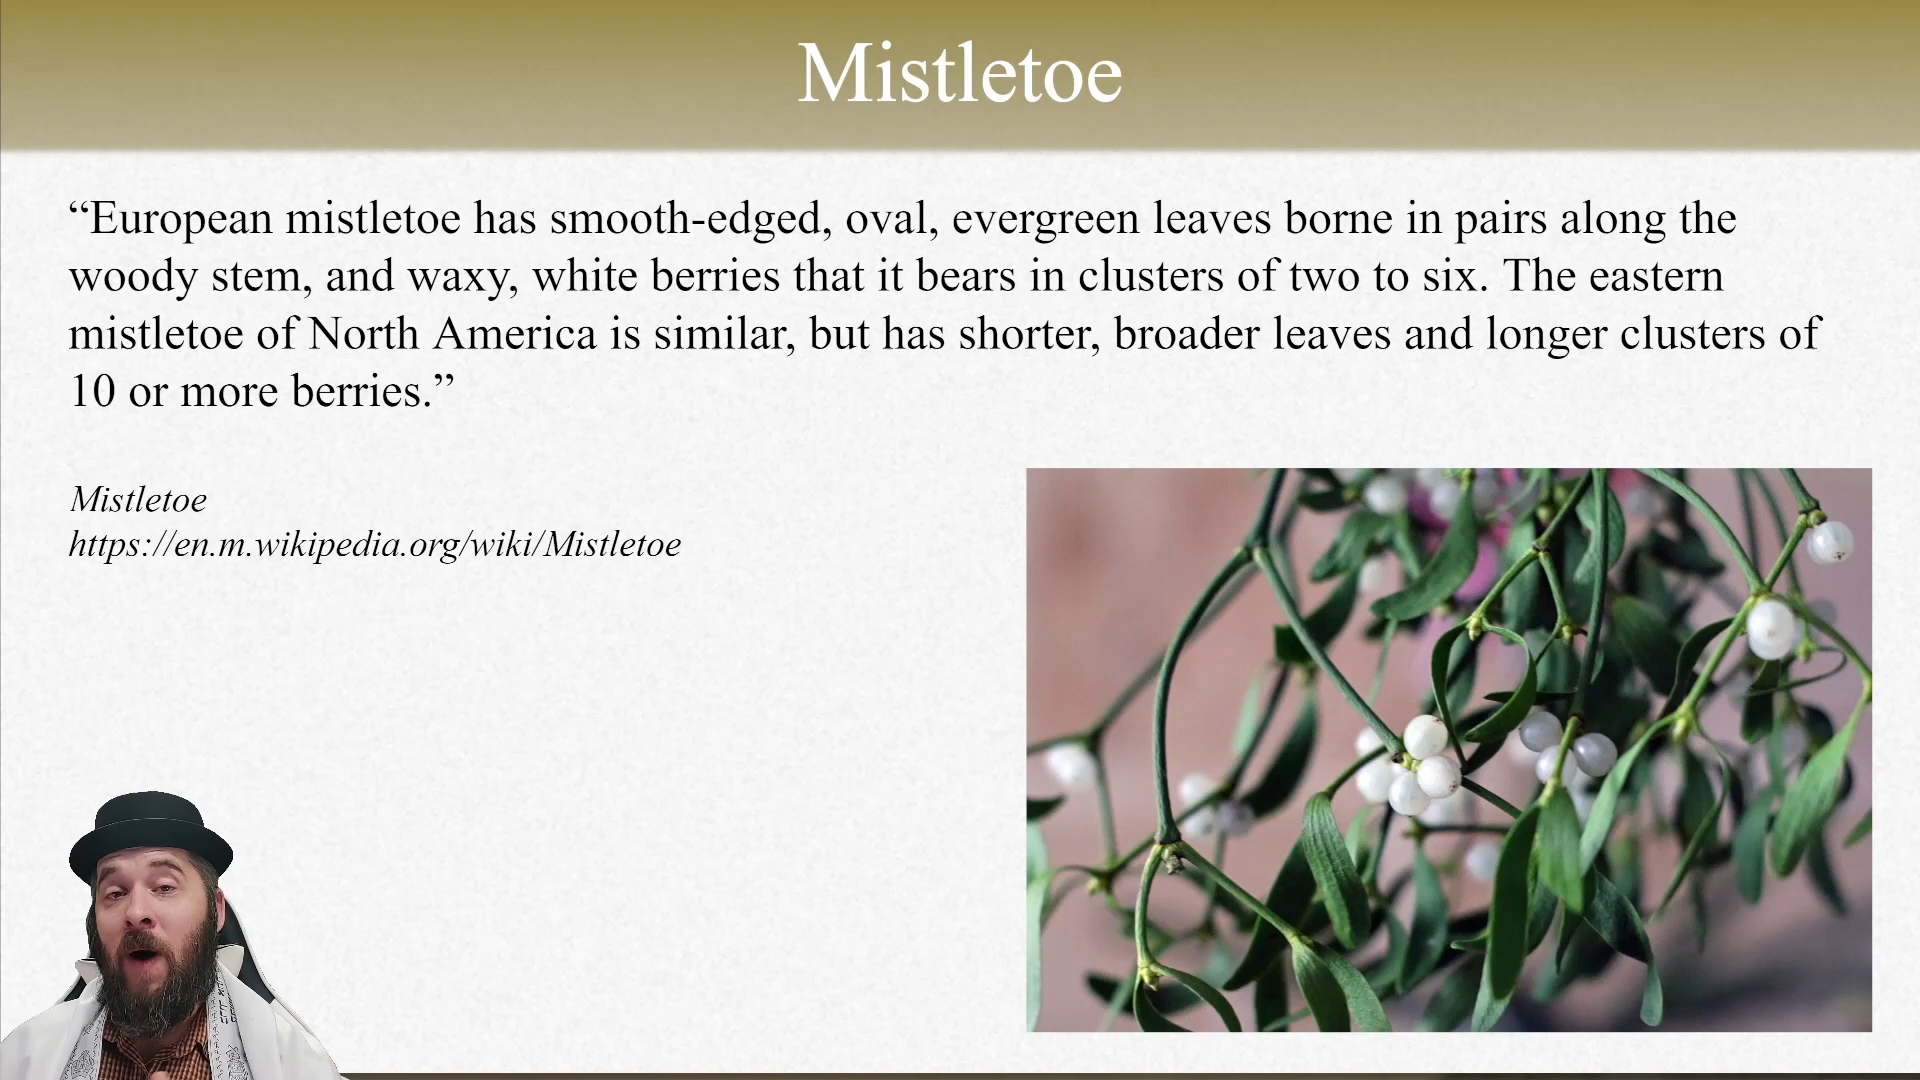 Mistletoe
“European mistletoe has smooth-edged, oval, evergreen leaves borne in pairs along the
woody stem, and waxy, white berries that it bears in clusters of two to six. The eastern
mistletoe of North America is similar, but has shorter, broader leaves and longer clusters of
10 or more berries.”
Mistletoe
https://en.m.wikipedia.org/wiki/Mistletoe